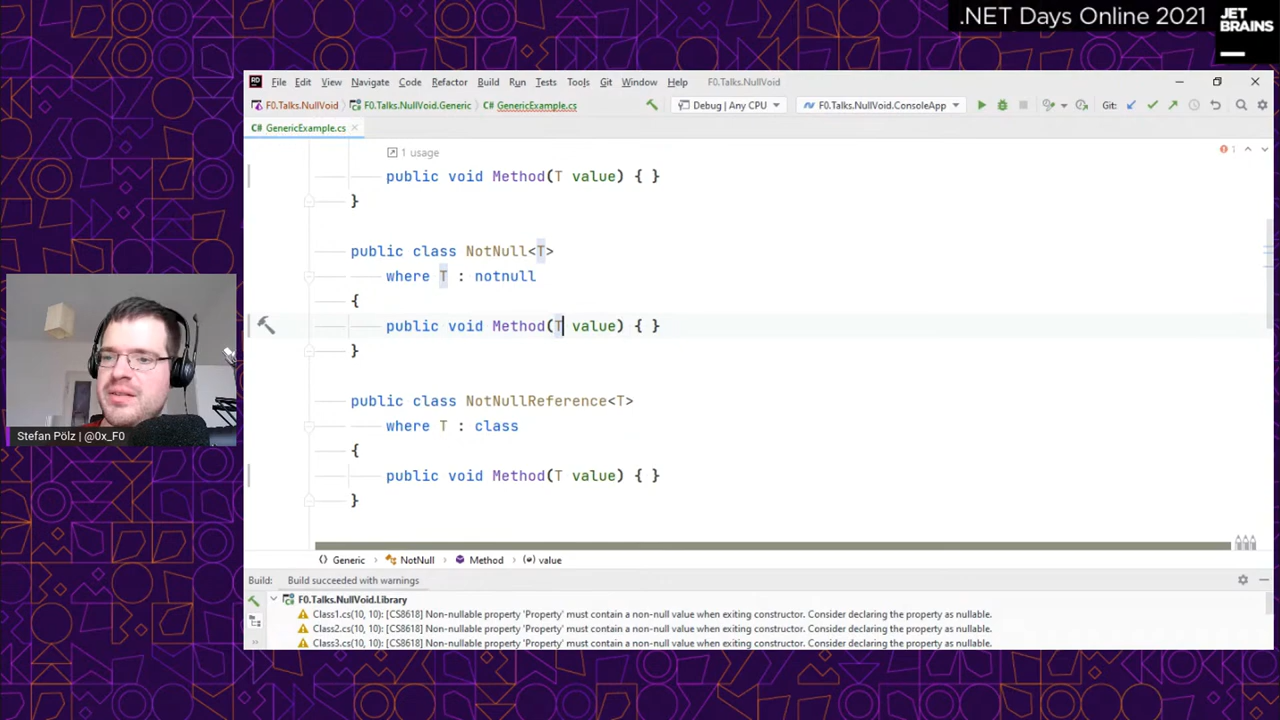 .NET Days Online 2021
JET
BRAINS
File Edit View Navigate Code Refactor Build Run Tests Tools Git Window Help F0.Talks.NullVoid
F0.Talks.NullVoid F0.Talks.NullVoid.Generic C# GenericExample.cs Debug | Any CPU F0.Talks.NullVoid.ConsoleApp Git:
C# GenericExample.cs
1 usage
1
public void Method(T value) { }
}
public class NotNull<T>
where T : notnull
{
public void Method(T value) { }
}
public class NotNullReference<T>
where T : class
{
public void Method(T value) { }
}
Stefan Pölz | @0x_F0
Generic NotNull Method value
Build: Build succeeded with warnings
F0.Talks.NullVoid.Library
Class1.cs(10, 10): [CS8618] Non-nullable property 'Property' must contain a non-null value when exiting constructor. Consider declaring the property as nullable.
Class2.cs(10, 10): [CS8618] Non-nullable property 'Property' must contain a non-null value when exiting constructor. Consider declaring the property as nullable.
Class3.cs(10, 10): [CS8618] Non-nullable property 'Property' must contain a non-null value when exiting constructor. Consider declaring the property as nullable.